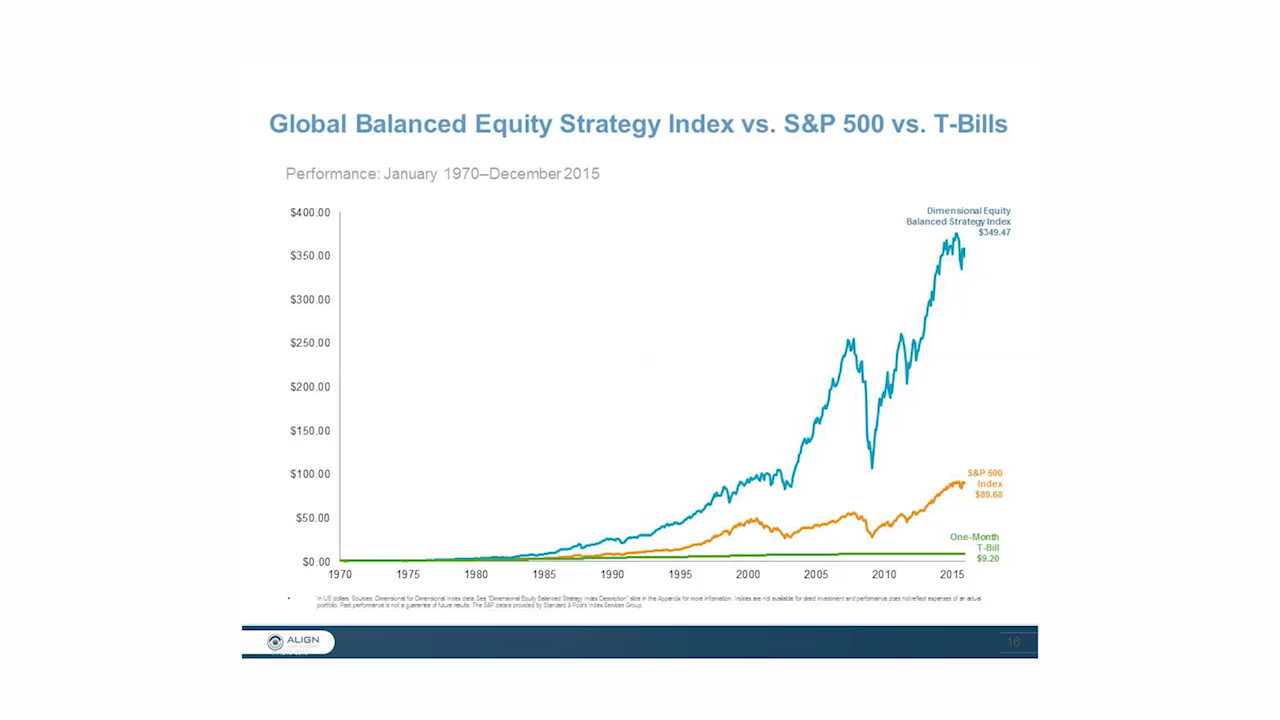 Global Balanced Equity Strategy Index vs. S&P 500 vs. T-Bills
Performance: January 1970–December 2015
$400.00
$350.00
$300.00
$250.00
$200.00
$150.00
$100.00
$50.00
$0.00
Dimensional Equity
Balanced Strategy Index
$349.47
S&P 500
Index
$89.68
One-Month
T-Bill
$9.20
1970 1975 1980 1985 1990 1995 2000 2005 2010 2015
• In US dollars. Sources: Dimensional for Dimensional Index data. See "Dimensional Equity Balanced Strategy Index Description" slide in the Appendix for more information. Indices are not available for direct investment and performance does not reflect expenses of an actual
portfolio. Past performance is not a guarantee of future results. The S&P data is provided by Standard & Poor's Index Services Group.
ALIGN
16